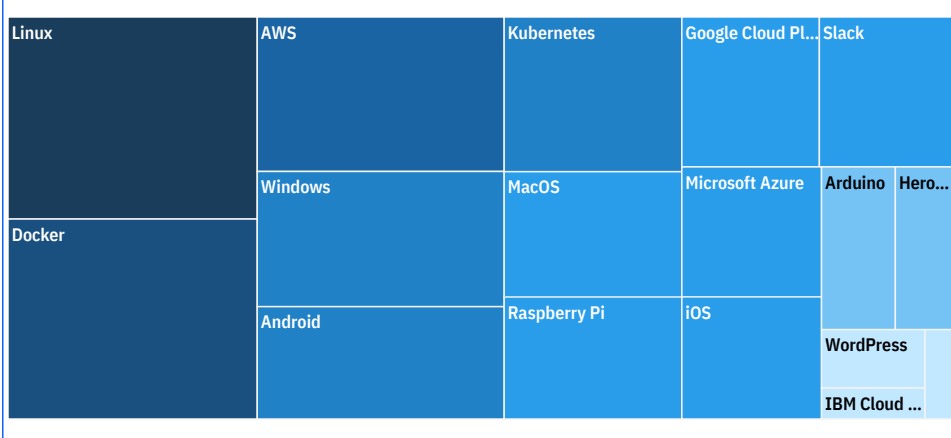 Linux
AWS
Kubernetes
Google Cloud Pl...
Slack
Windows
MacOS
Microsoft Azure
Arduino
Hero...
Docker
Android
Raspberry Pi
iOS
WordPress
IBM Cloud ...